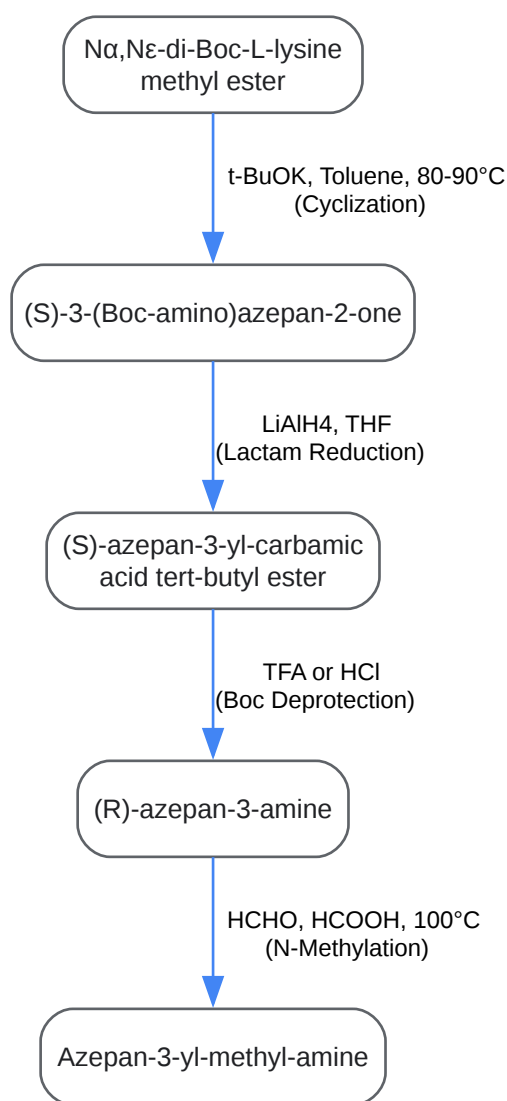 Nα,Nε-di-Boc-L-lysine
methyl ester
t-BuOK, Toluene, 80-90°C
(Cyclization)
(S)-3-(Boc-amino)azepan-2-one
LiAlH4, THF
(Lactam Reduction)
(S)-azepan-3-yl-carbamic
acid tert-butyl ester
TFA or HCl
(Boc Deprotection)
(R)-azepan-3-amine
HCHO, HCOOH, 100°C
(N-Methylation)
Azepan-3-yl-methyl-amine